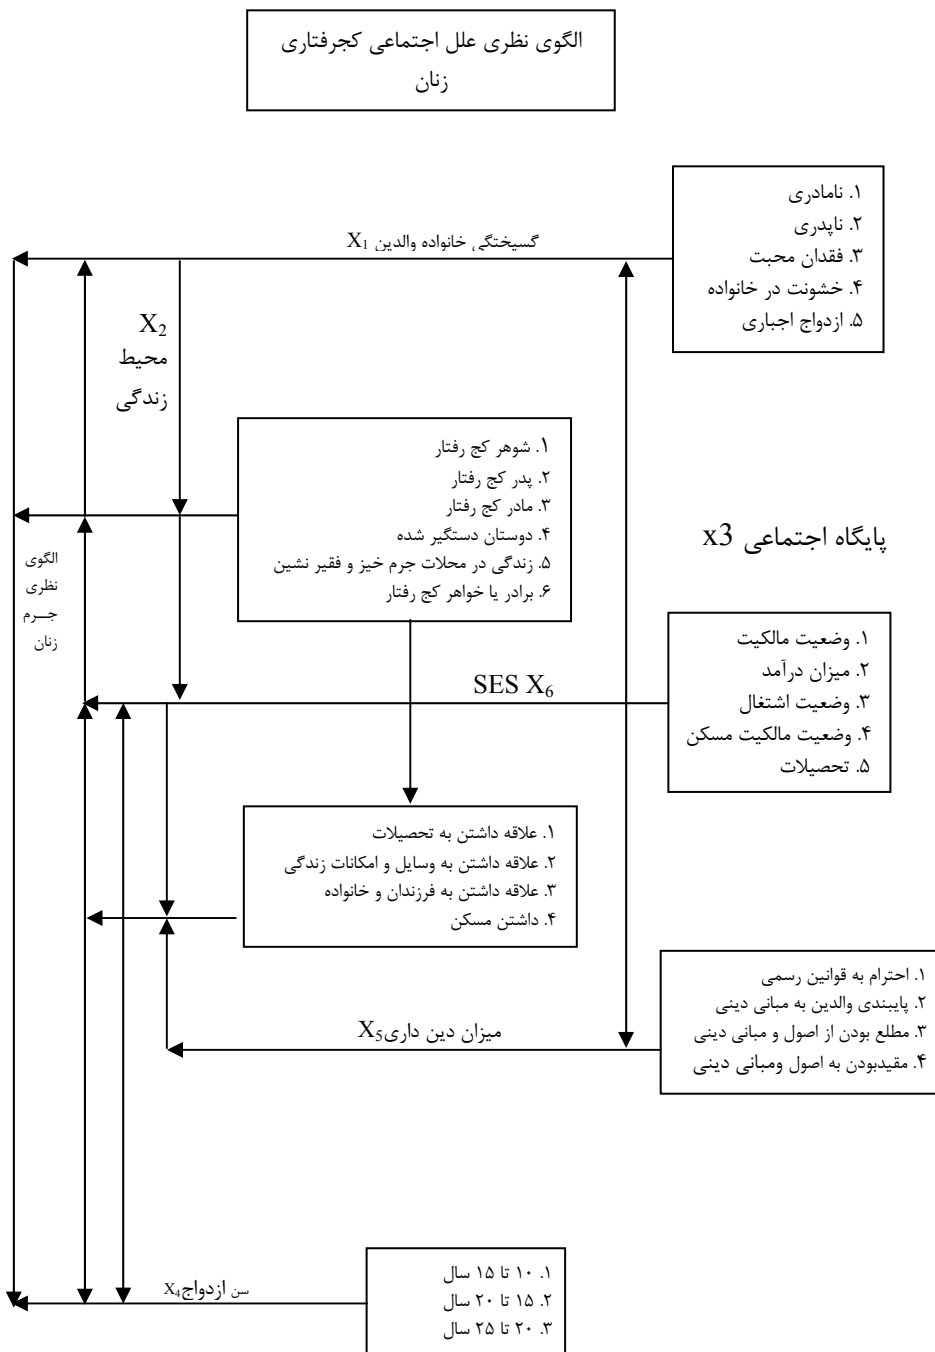 الگوی نظری علل اجتماعی کجرفتاری
زنان
۱. نامادری
۲. ناپدری
۳. فقدان محبت
۴. خشونت در خانواده
۵. ازدواج اجباری
گسیختگی خانواده والدین X1
X2
محیط
زندگی
۱. شوهر کج رفتار
۲. پدر کج رفتار
۳. مادر کج رفتار
۴. دوستان دستگیر شده
۵. زندگی در محلات جرم خیز و فقیر نشین
۶. برادر یا خواهر کج رفتار
پایگاه اجتماعی x3
الگوی
نظری
جـــرم
زنان
۱. وضعیت مالکیت
۲. میزان درآمد
۳. وضعیت اشتغال
۴. وضعیت مالکیت مسکن
۵. تحصیلات
SES X6
۱. علاقه داشتن به تحصیلات
۲. علاقه داشتن به وسایل و امکانات زندگی
۳. علاقه داشتن به فرزندان و خانواده
۴. داشتن مسکن
۱. احترام به قوانین رسمی
۲. پایبندی والدین به مبانی دینی
۳. مطلع بودن از اصول و مبانی دینی
۴. مقیدبودن به اصول ومبانی دینی
میزان دین داریX5
۱. ۱۰ تا ۱۵ سال
۲. ۱۵ تا ۲۰ سال
۳. ۲۰ تا ۲۵ سال
سن ازدواجX4